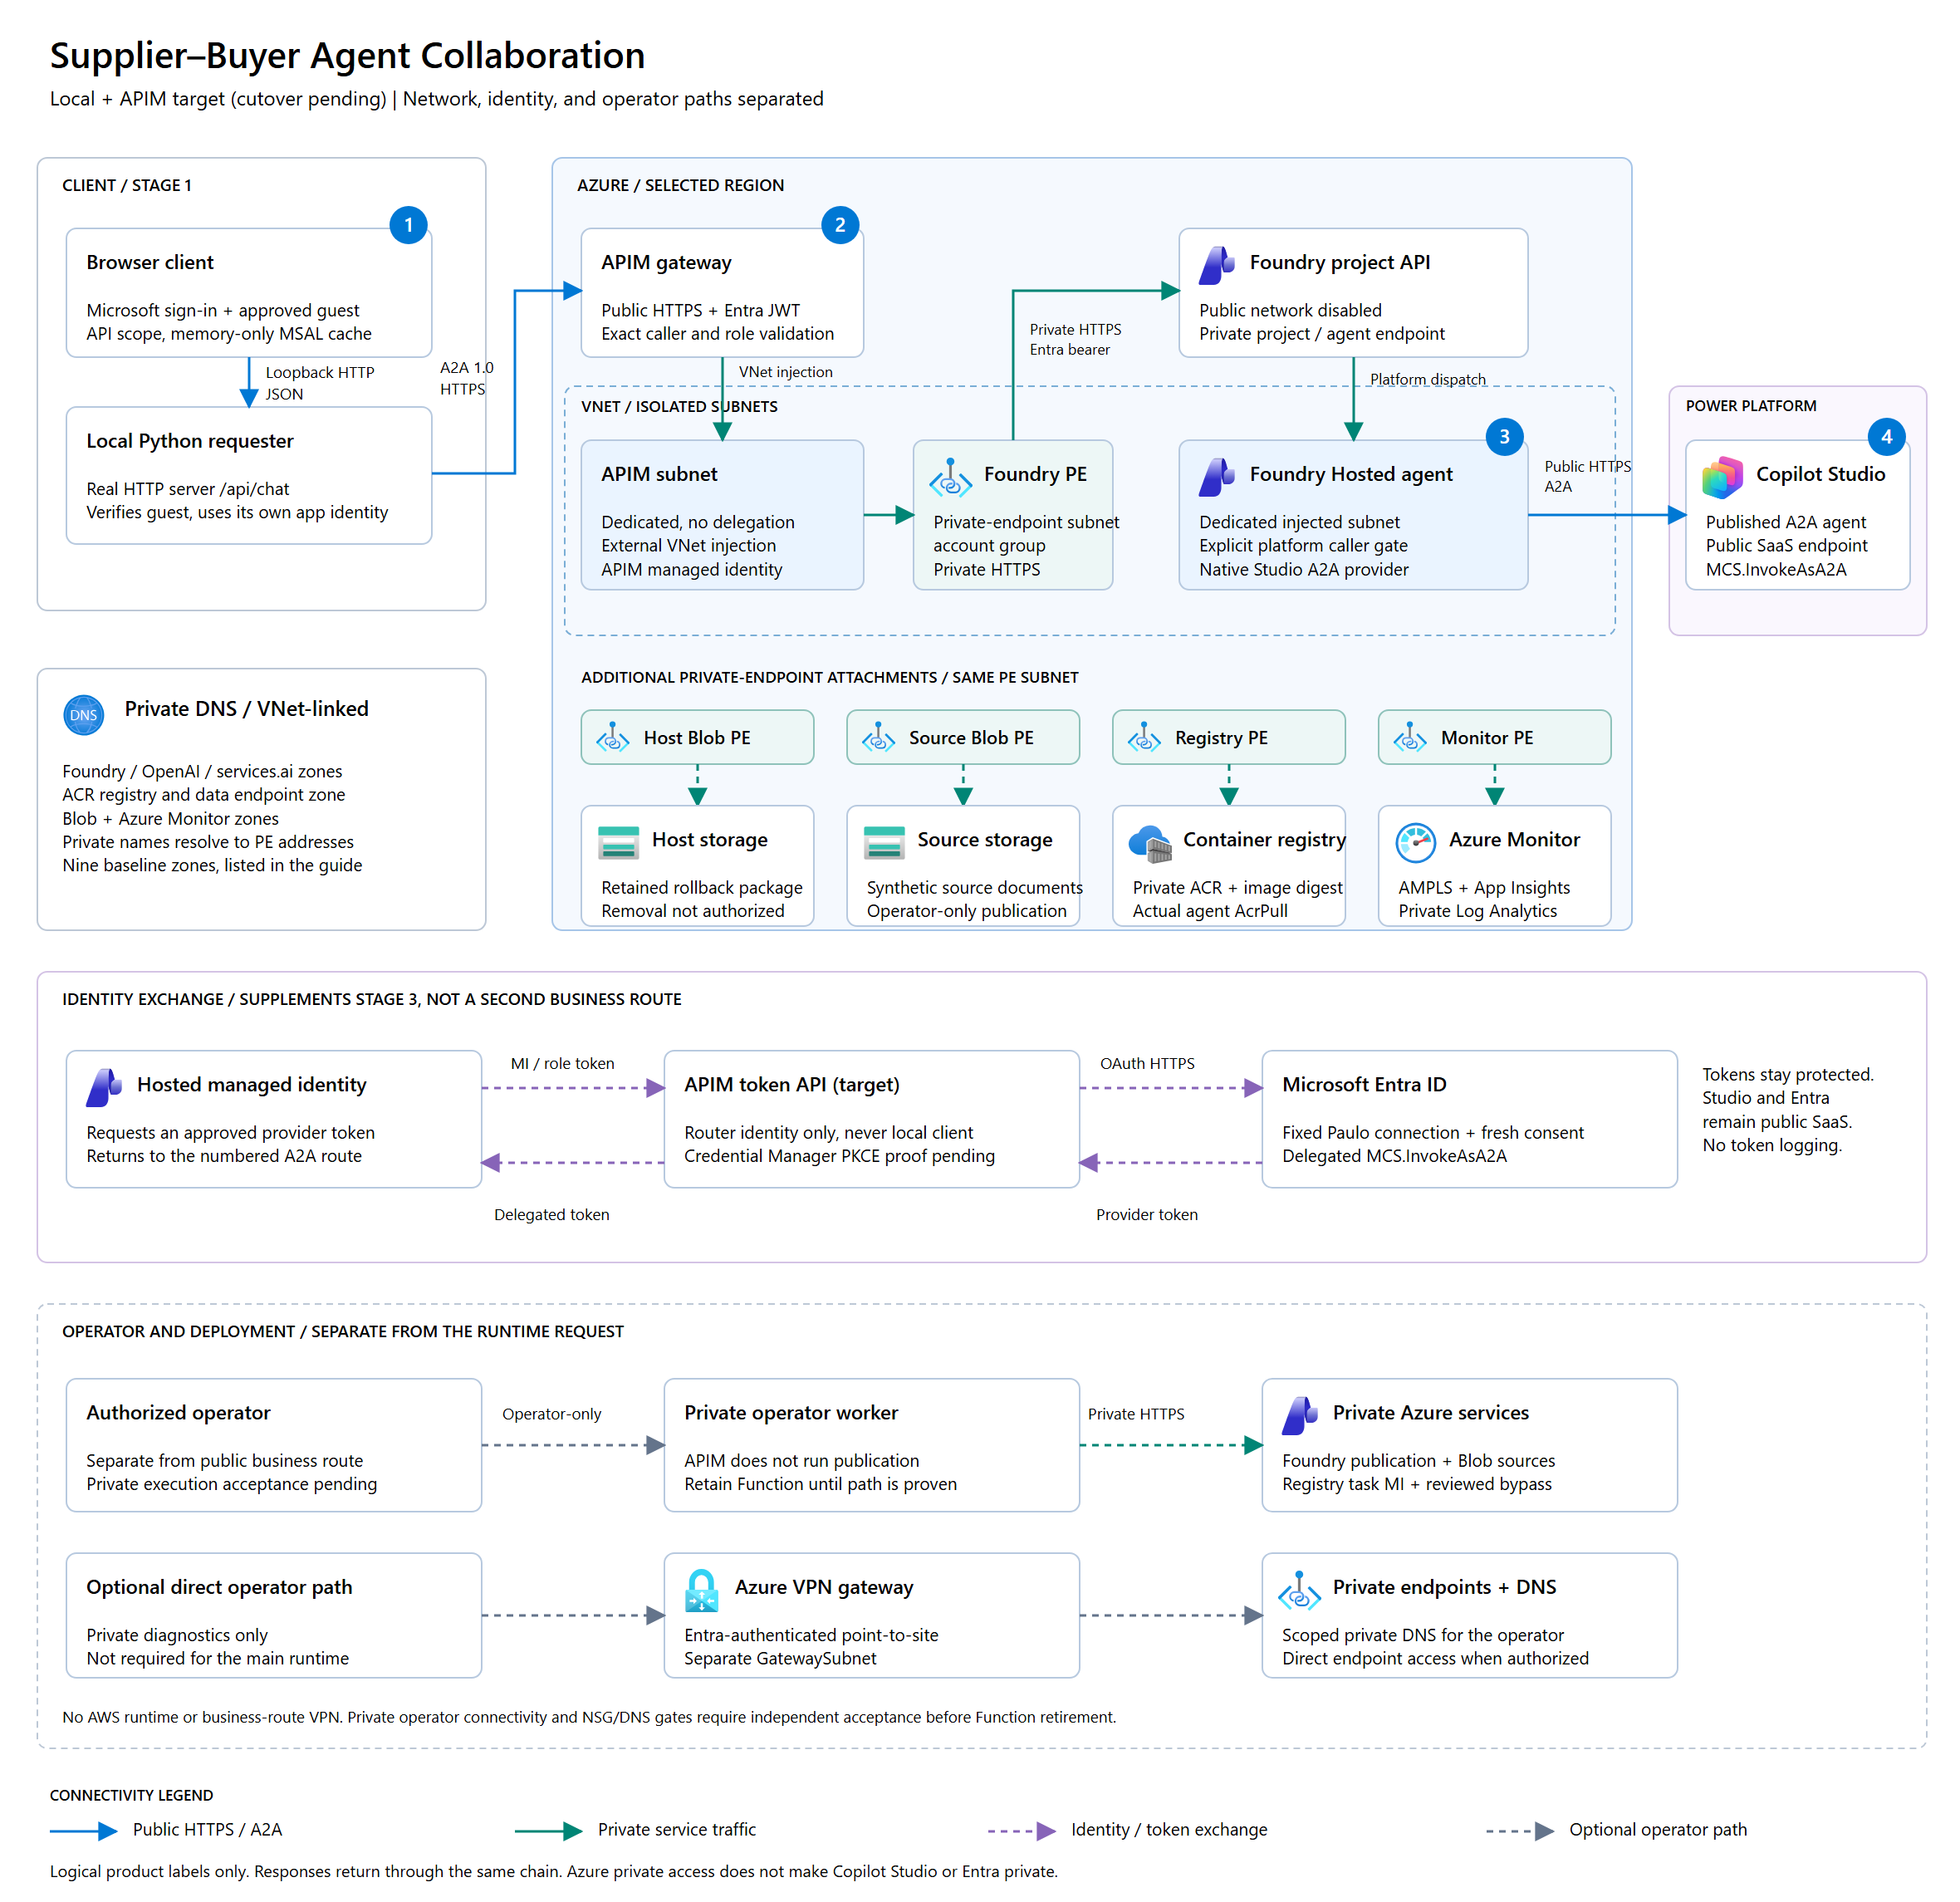 Supplier–Buyer Agent Collaboration
Local + APIM target (cutover pending) | Network, identity, and operator paths separated
CLIENT / STAGE 1
1
Browser client
Microsoft sign-in + approved guest
API scope, memory-only MSAL cache
Loopback HTTP
JSON
A2A 1.0
HTTPS
Local Python requester
Real HTTP server /api/chat
Verifies guest, uses its own app identity
AZURE / SELECTED REGION
2
APIM gateway
Public HTTPS + Entra JWT
Exact caller and role validation
VNet injection
Private HTTPS
Entra bearer
Foundry project API
Public network disabled
Private project / agent endpoint
Platform dispatch
VNET / ISOLATED SUBNETS
APIM subnet
Dedicated, no delegation
External VNet injection
APIM managed identity
Foundry PE
Private-endpoint subnet
account group
Private HTTPS
3
Foundry Hosted agent
Dedicated injected subnet
Explicit platform caller gate
Native Studio A2A provider
Public HTTPS
A2A
POWER PLATFORM
4
Copilot Studio
Published A2A agent
Public SaaS endpoint
MCS.InvokeAsA2A
DNS
Private DNS / VNet-linked
Foundry / OpenAI / services.ai zones
ACR registry and data endpoint zone
Blob + Azure Monitor zones
Private names resolve to PE addresses
Nine baseline zones, listed in the guide
ADDITIONAL PRIVATE-ENDPOINT ATTACHMENTS / SAME PE SUBNET
Host Blob PE
Source Blob PE
Registry PE
Monitor PE
Host storage
Retained rollback package
Removal not authorized
Source storage
Synthetic source documents
Operator-only publication
Container registry
Private ACR + image digest
Actual agent AcrPull
Azure Monitor
AMPLS + App Insights
Private Log Analytics
IDENTITY EXCHANGE / SUPPLEMENTS STAGE 3, NOT A SECOND BUSINESS ROUTE
Hosted managed identity
Requests an approved provider token
Returns to the numbered A2A route
MI / role token
Delegated token
APIM token API (target)
Router identity only, never local client
Credential Manager PKCE proof pending
OAuth HTTPS
Provider token
Microsoft Entra ID
Fixed Paulo connection + fresh consent
Delegated MCS.InvokeAsA2A
Tokens stay protected.
Studio and Entra
remain public SaaS.
No token logging.
OPERATOR AND DEPLOYMENT / SEPARATE FROM THE RUNTIME REQUEST
Authorized operator
Separate from public business route
Private execution acceptance pending
Operator-only
Private operator worker
APIM does not run publication
Retain Function until path is proven
Private HTTPS
Private Azure services
Foundry publication + Blob sources
Registry task MI + reviewed bypass
Optional direct operator path
Private diagnostics only
Not required for the main runtime
Azure VPN gateway
Entra-authenticated point-to-site
Separate GatewaySubnet
Private endpoints + DNS
Scoped private DNS for the operator
Direct endpoint access when authorized
No AWS runtime or business-route VPN. Private operator connectivity and NSG/DNS gates require independent acceptance before Function retirement.
CONNECTIVITY LEGEND
Public HTTPS / A2A
Private service traffic
Identity / token exchange
Optional operator path
Logical product labels only. Responses return through the same chain. Azure private access does not make Copilot Studio or Entra private.